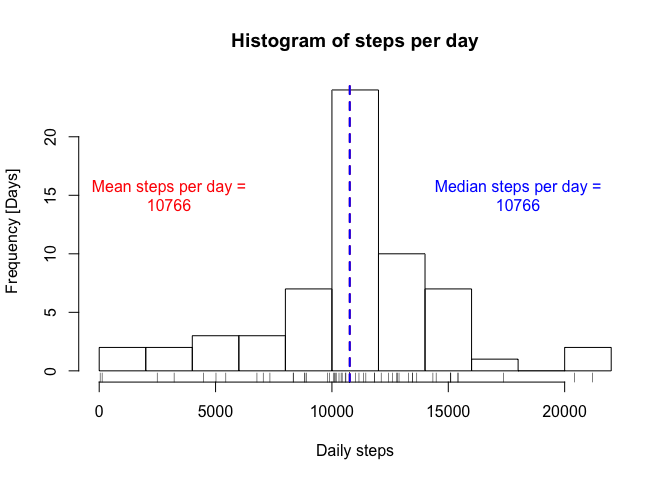 Histogram of steps per day
Frequency [Days]
20
15
10
5
0
Mean steps per day =
10766
Median steps per day =
10766
0 5000 10000 15000 20000
Daily steps